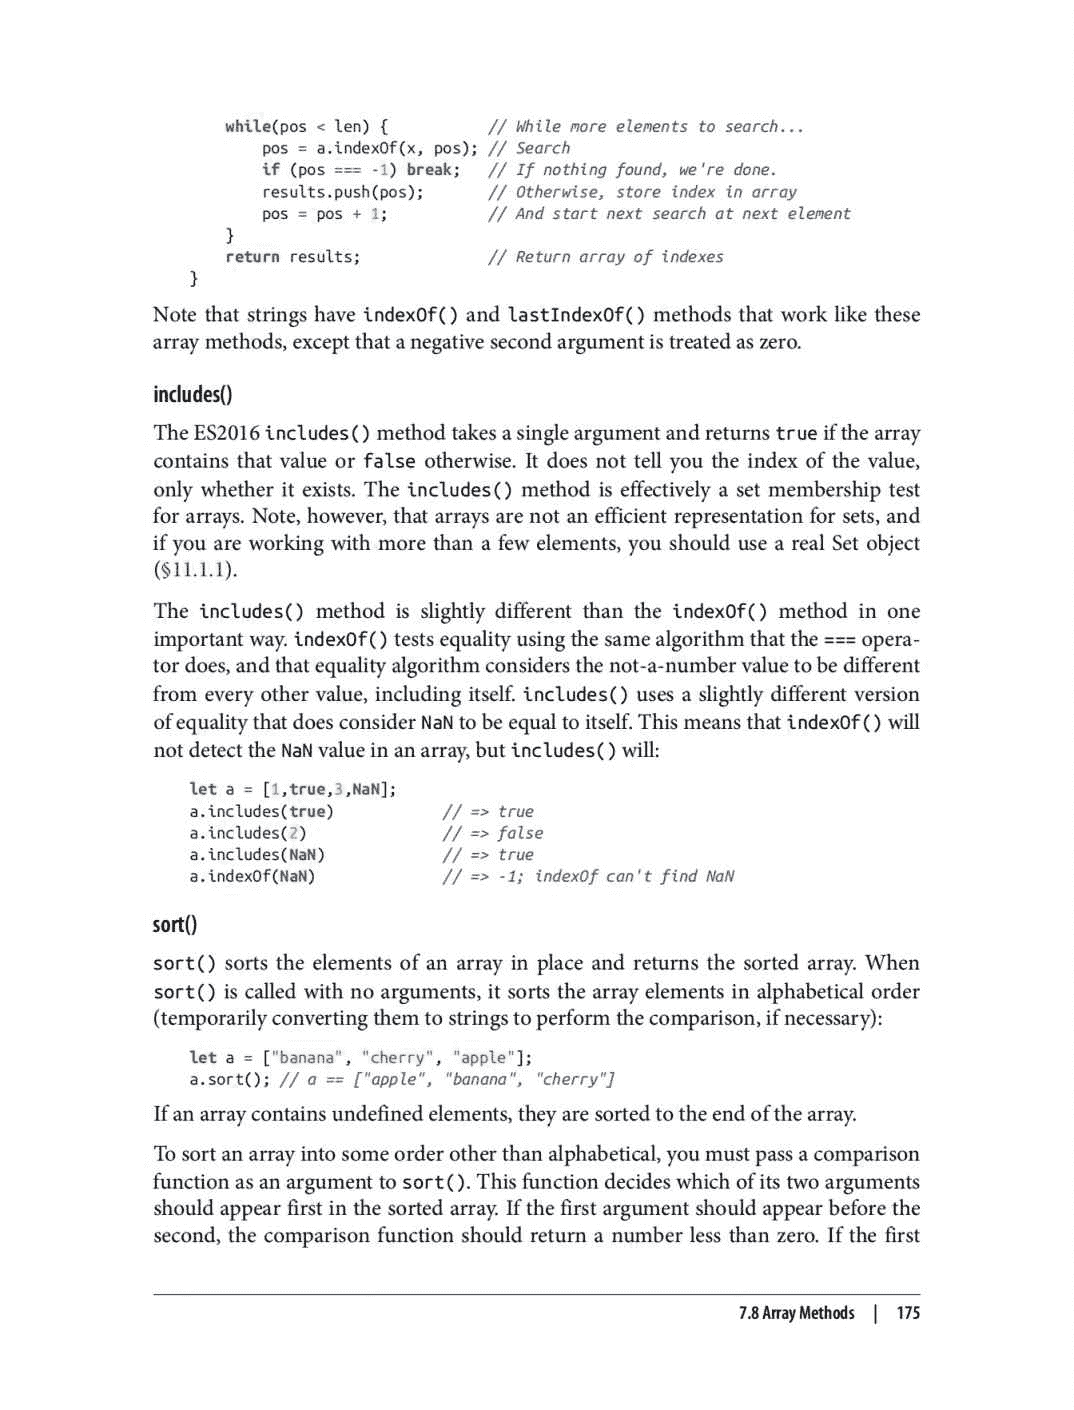 while(pos < len) { // While more elements to search...
pos = a.indexOf(x, pos); // Search
if (pos === -1) break; // If nothing found, we're done.
results.push(pos); // Otherwise, store index in array
pos = pos + 1; // And start next search at next element
}
return results; // Return array of indexes
}
Note that strings have indexOf() and lastIndexOf() methods that work like these
array methods, except that a negative second argument is treated as zero.
includes()
The ES2016 includes() method takes a single argument and returns true if the array
contains that value or false otherwise. It does not tell you the index of the value,
only whether it exists. The includes() method is effectively a set membership test
for arrays. Note, however, that arrays are not an efficient representation for sets, and
if you are working with more than a few elements, you should use a real Set object
(§11.1.1).
The includes() method is slightly different than the indexOf() method in one
important way. indexOf() tests equality using the same algorithm that the === opera-
tor does, and that equality algorithm considers the not-a-number value to be different
from every other value, including itself. includes() uses a slightly different version
of equality that does consider NaN to be equal to itself. This means that indexOf() will
not detect the NaN value in an array, but includes() will:
let a = [1,true,3,NaN];
a.includes(true) // => true
a.includes(2) // => false
a.includes(NaN) // => true
a.indexOf(NaN) // => -1; indexOf can't find NaN
sort()
sort() sorts the elements of an array in place and returns the sorted array. When
sort() is called with no arguments, it sorts the array elements in alphabetical order
(temporarily converting them to strings to perform the comparison, if necessary):
let a = ["banana", "cherry", "apple"];
a.sort(); // a == ["apple", "banana", "cherry"]
If an array contains undefined elements, they are sorted to the end of the array.
To sort an array into some order other than alphabetical, you must pass a comparison
function as an argument to sort(). This function decides which of its two arguments
should appear first in the sorted array. If the first argument should appear before the
second, the comparison function should return a number less than zero. If the first
7.8 Array Methods | 175